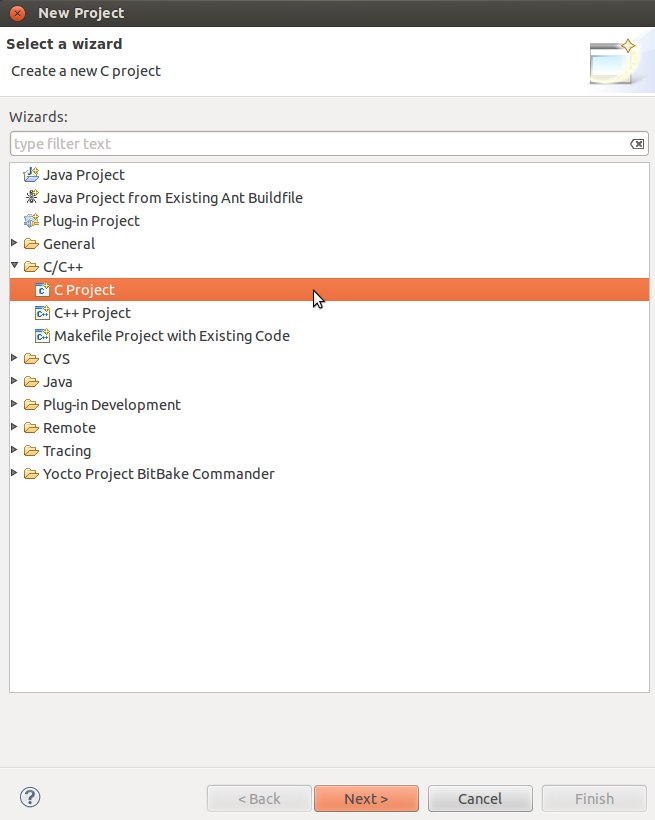 New Project
Select a wizard
Create a new C project
Wizards:
type filter text
Java Project
Java Project from Existing Ant Buildfile
Plug-in Project
General
C/C++
C Project
C++ Project
Makefile Project with Existing Code
CVS
Java
Plug-in Development
Remote
Tracing
Yocto Project BitBake Commander
< Back Next > Cancel Finish